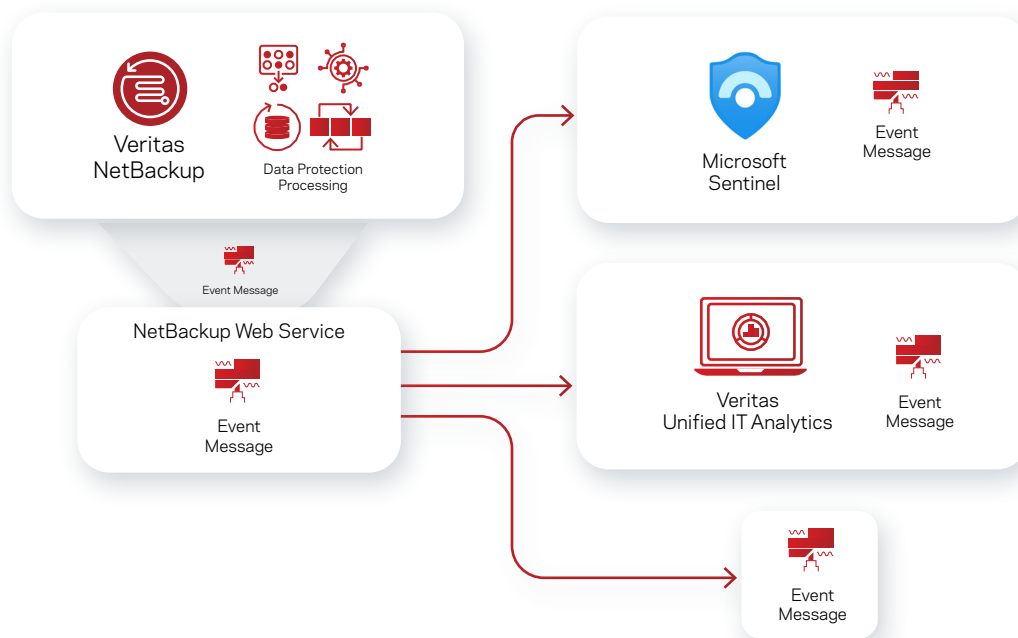 Veritas
NetBackup
Data Protection
Processing
Event Message
NetBackup Web Service
Event
Message
Microsoft
Sentinel
Event
Message
Veritas
Unified IT Analytics
Event
Message
Event
Message